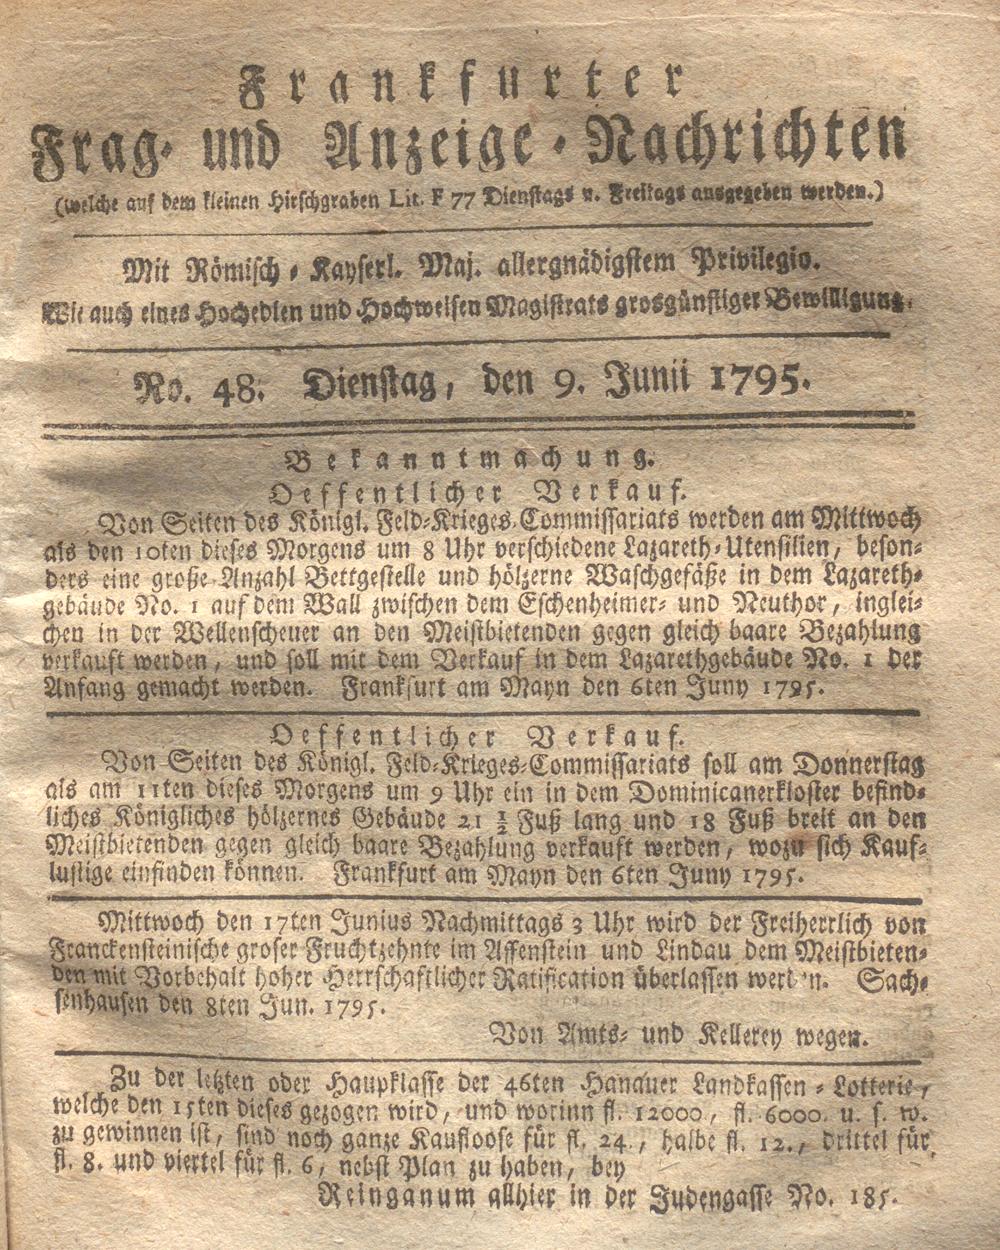 Frankfurter
Frag- und Anzeige-Nachrichten
(welche auf dem kleinen Hirschgraben Lit. F 77 Dienstags u. Freitags ausgegeben werden.)
Mit Römisch-Kayserl. Maj. allergnädigstem Privilegio.
Wie auch eines Hochedlen und Hochweisen Magistrats grosgünstiger Bewilligung.
No. 48. Dienstag, den 9. Junii 1795.
Bekanntmachung.
Oeffentlicher Verkauf.
Von Seiten des Königl. Feld-Krieges-Commissariats werden am Mittwoch
als den 10ten dieses Morgens um 8 Uhr verschiedene Lazareth-Utensilien, beson-
ders eine große Anzahl Bettgestelle und hölzerne Waschgefäße in dem Lazareth-
gebäude No. 1 auf dem Wall zwischen dem Eschenheimer- und Neuthor, inglei-
chen in der Wellenscheuer an den Meistbietenden gegen gleich baare Bezahlung
verkauft werden, und soll mit dem Verkauf in dem Lazarethgebäude No. 1 der
Anfang gemacht werden. Frankfurt am Mayn den 6ten Juny 1795.
Oeffentlicher Verkauf.
Von Seiten des Königl. Feld-Krieges-Commissariats soll am Donnerstag
als am 11ten dieses Morgens um 9 Uhr ein in dem Dominicanerkloster befind-
liches Königliches hölzernes Gebäude 21 ½ Fuß lang und 18 Fuß breit an den
Meistbietenden gegen gleich baare Bezahlung verkauft werden, wozu sich Kauf-
lustige einfinden können. Frankfurt am Mayn den 6ten Juny 1795.
Mittwoch den 17ten Junius Nachmittags 3 Uhr wird der Freiherrlich von
Franckensteinische groser Fruchtzehnte im Affenstein und Lindau dem Meistbieten-
den mit Vorbehalt hoher Herrschaftlicher Ratification überlassen werden. Sach-
senhausen den 8ten Jun. 1795.
Von Amts- und Kellerey wegen.
Zu der letzten oder Haupklasse der 46ten Hanauer Landkassen-Lotterie,
welche den 15ten dieses gezogen wird, und worinn fl. 12000, fl. 6000. u. s. w.
zu gewinnen ist, sind noch ganze Kaufloose für fl. 24, halbe fl. 12., drittel für
fl. 8. und viertel für fl. 6, nebst Plan zu haben, bey
Reinganum allhier in der Judengasse No. 185.